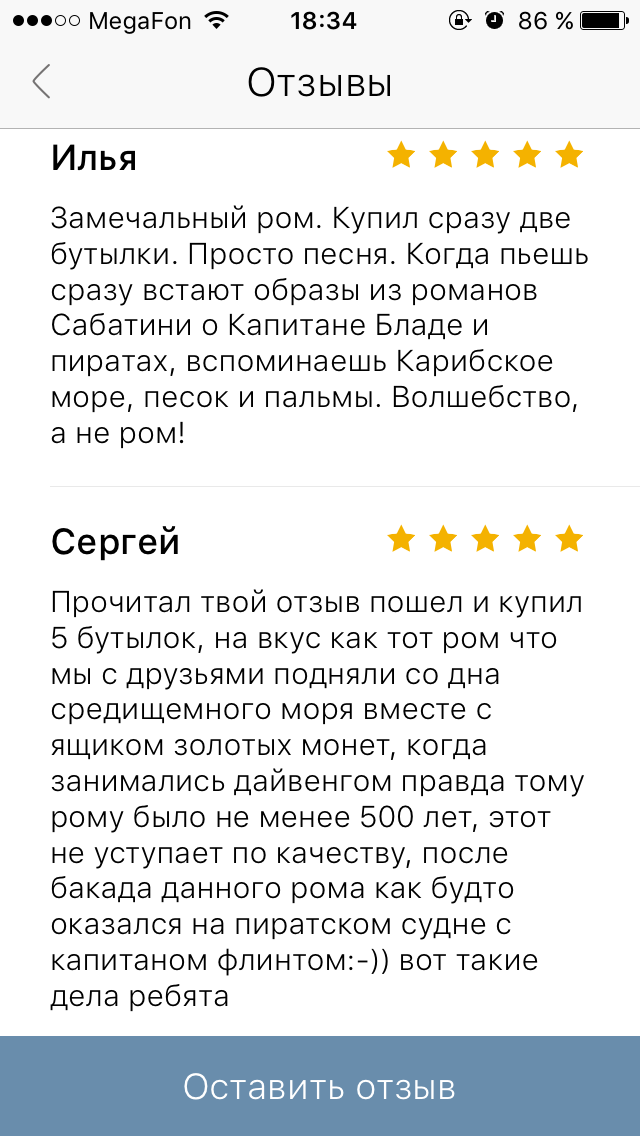 MegaFon 18:34 86 %
Отзывы
Илья
Замечальный ром. Купил сразу две
бутылки. Просто песня. Когда пьешь
сразу встают образы из романов
Сабатини о Капитане Бладе и
пиратах, вспоминаешь Карибское
море, песок и пальмы. Волшебство,
а не ром!
Сергей
Прочитал твой отзыв пошел и купил
5 бутылок, на вкус как тот ром что
мы с друзьями подняли со дна
средищемного моря вместе с
ящиком золотых монет, когда
занимались дайвенгом правда тому
рому было не менее 500 лет, этот
не уступает по качеству, после
бакада данного рома как будто
оказался на пиратском судне с
капитаном флинтом:-)) вот такие
дела ребята
Оставить отзыв